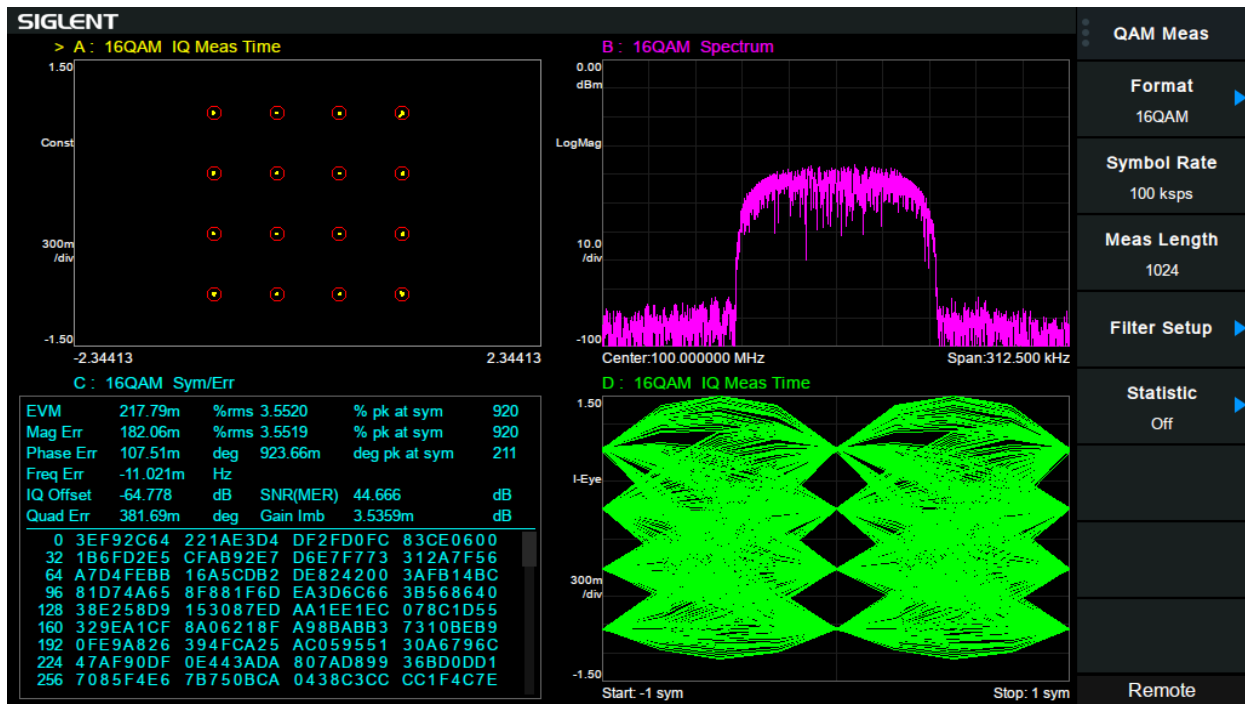 SIGLENT
> A : 16QAM IQ Meas Time
1.50
Const
300m
/div
-1.50
-2.34413 2.34413
B : 16QAM Spectrum
0.00
dBm
LogMag
10.0
/div
-100
Center:100.000000 MHz Span:312.500 kHz
C : 16QAM Sym/Err
EVM 217.79m %rms 3.5520 % pk at sym 920
Mag Err 182.06m %rms 3.5519 % pk at sym 920
Phase Err 107.51m deg 923.66m deg pk at sym 211
Freq Err -11.021m Hz
IQ Offset -64.778 dB SNR(MER) 44.666 dB
Quad Err 381.69m deg Gain Imb 3.5359m dB
0 3EF92C64 221AE3D4 DF2FD0FC 83CE0600
32 1B6FD2E5 CFAB92E7 D6E7F773 312A7F56
64 A7D4FEBB 16A5CDB2 DE824200 3AFB14BC
96 81D74A65 8F881F6D EA3D6C66 3B568640
128 38E258D9 153087ED AA1EE1EC 078C1D55
160 329EA1CF 8A06218F A98BABB3 7310BEB9
192 0FE9A826 394FCA25 AC059551 30A6796C
224 47AF90DF 0E443ADA 807AD899 36BD0DD1
256 7085F4E6 7B750BCA 0438C3CC CC1F4C7E
D : 16QAM IQ Meas Time
1.50
I-Eye
300m
/div
-1.50
Start: -1 sym Stop: 1 sym
QAM Meas
Format
16QAM
Symbol Rate
100 ksps
Meas Length
1024
Filter Setup
Statistic
Off
Remote